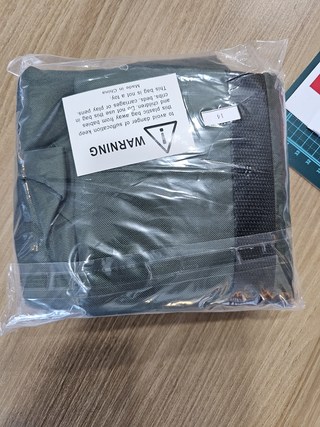 WARNING
to avoid danger of suffocation keep
this plastic bag away from babies
and children. Do not use this bag in
cribs, beds, carriages or play pens.
This bag is not a toy
Made in China
14